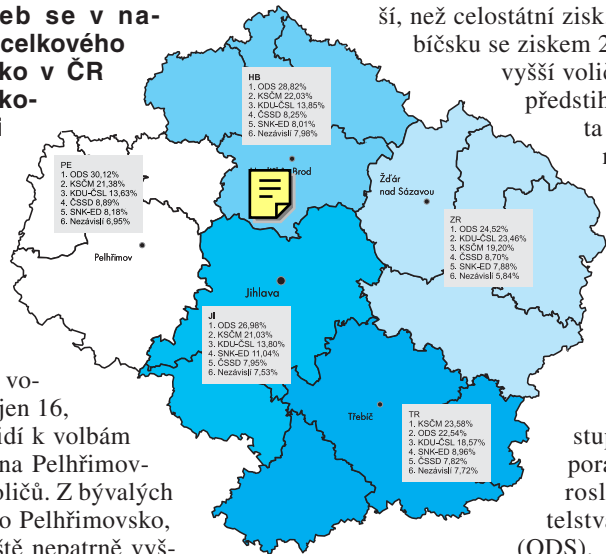 eb se v na-
celkového
ko v ČR
ko-
i
ší, než celostátní zisk
bíčsku se ziskem 2
vyšší volič
předstih
ta
HB
1. ODS 28,82%
2. KSČM 22,03%
3. KDU-ČSL 13,85%
4. ČSSD 8,25%
5. SNK-ED 8,01%
6. Nezávislí 7,98%
Brod
PE
1. ODS 30,12%
2. KSČM 21,38%
3. KDU-ČSL 13,63%
4. ČSSD 8,89%
5. SNK-ED 8,18%
6. Nezávislí 6,95%
Pelhřimov
Žďár
nad Sázavou
ZR
1. ODS 24,52%
2. KDU-ČSL 23,46%
3. KSČM 19,20%
4. ČSSD 8,70%
5. SNK-ED 7,88%
6. Nezávislí 5,84%
Jihlava
JI
1. ODS 26,98%
2. KSČM 21,03%
3. KDU-ČSL 13,80%
4. SNK-ED 11,04%
5. ČSSD 7,95%
6. Nezávislí 7,53%
Třebíč
TR
1. KSČM 23,58%
2. ODS 22,54%
3. KDU-ČSL 18,57%
4. SNK-ED 8,96%
5. ČSSD 7,82%
6. Nezávislí 7,72%
vo-
jen 16,
idí k volbám
na Pelhřimov-
oličů. Z bývalých
o Pelhřimovsko,
ště nepatrně vyš-
stup
pora
rosl
telstva
(ODS).